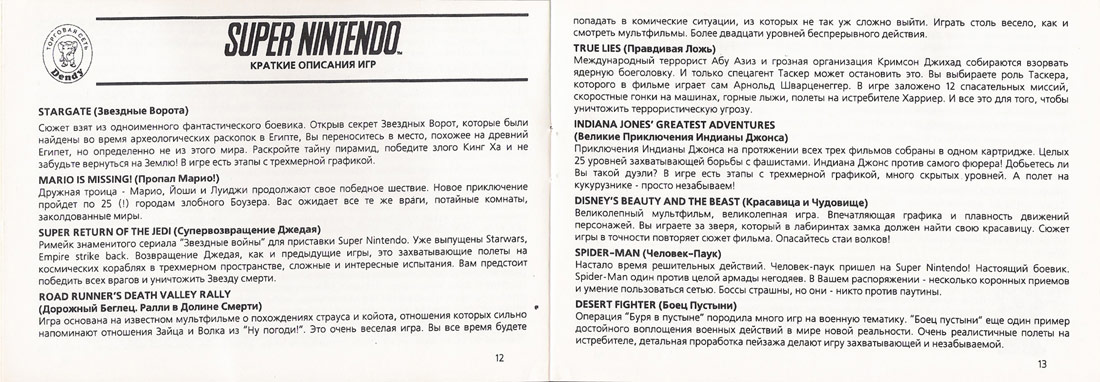 ТОРГОВАЯ СЕТЬ
Dendy
SUPER NINTENDO TM
КРАТКИЕ ОПИСАНИЯ ИГР
STARGATE (Звездные Ворота)
Сюжет взят из одноименного фантастического боевика. Открыв секрет Звездных Ворот, которые были
найдены во время археологических раскопок в Египте, Вы переноситесь в место, похожее на древний
Египет, но определенно не из этого мира. Раскройте тайну пирамид, победите злого Кинг Ха и не
забудьте вернуться на Землю! В игре есть этапы с трехмерной графикой.
MARIO IS MISSING! (Пропал Марио!)
Дружная троица - Марио, Йоши и Луиджи продолжают свое победное шествие. Новое приключение
пройдет по 25 (!) городам злобного Боузера. Вас ожидает все те же враги, потайные комнаты,
заколдованные миры.
SUPER RETURN OF THE JEDI (Супервозвращение Джедая)
Римейк знаменитого сериала "Звездные войны" для приставки Super Nintendo. Уже выпущены Starwars,
Empire strike back. Возвращение Джедая, как и предыдущие игры, это захватывающие полеты на
космических кораблях в трехмерном пространстве, сложные и интересные испытания. Вам предстоит
победить всех врагов и уничтожить Звезду смерти.
ROAD RUNNER'S DEATH VALLEY RALLY
(Дорожный Беглец. Ралли в Долине Смерти)
Игра основана на известном мультфильме о похождениях страуса и койота, отношения которых сильно
напоминают отношения Зайца и Волка из "Ну погоди!". Это очень веселая игра. Вы все время будете
12
попадать в комические ситуации, из которых не так уж сложно выйти. Играть столь весело, как и
смотреть мультфильмы. Более двадцати уровней беспрерывного действия.
TRUE LIES (Правдивая Ложь)
Международный террорист Абу Азиз и грозная организация Кримсон Джихад собираются взорвать
ядерную боеголовку. И только спецагент Таскер может остановить это. Вы выбираете роль Таскера,
которого в фильме играет сам Арнольд Шварценеггер. В игре заложено 12 спасательных миссий,
скоростные гонки на машинах, горные лыжи, полеты на истребителе Харриер. И все это для того, чтобы
уничтожить террористическую угрозу.
INDIANA JONES' GREATEST ADVENTURES
(Великие Приключения Индианы Джонса)
Приключения Индианы Джонса на протяжении всех трех фильмов собраны в одном картридже. Целых
25 уровней захватывающей борьбы с фашистами. Индиана Джонс против самого фюрера! Добьетесь ли
Вы такой дуэли? В игре есть этапы с трехмерной графикой, много скрытых уровней. А полет на
кукурузнике - просто незабываем!
DISNEY'S BEAUTY AND THE BEAST (Красавица и Чудовище)
Великолепный мультфильм, великолепная игра. Впечатляющая графика и плавность движений
персонажей. Вы играете за зверя, который в лабиринтах замка должен найти свою красавицу. Сюжет
игры в точности повторяет сюжет фильма. Опасайтесь стаи волков!
SPIDER-MAN (Человек-Паук)
Настало время решительных действий. Человек-паук пришел на Super Nintendo! Настоящий боевик.
Spider-Man один против целой армады негодяев. В Вашем распоряжении - несколько коронных приемов
и умение пользоваться сетью. Боссы страшны, но они - никто против паутины.
DESERT FIGHTER (Боец Пустыни)
Операция "Буря в пустыне" породила много игр на военную тематику. "Боец пустыни" еще один пример
достойного воплощения военных действий в мире новой реальности. Очень реалистичные полеты на
истребителе, детальная проработка пейзажа делают игру захватывающей и незабываемой.
13